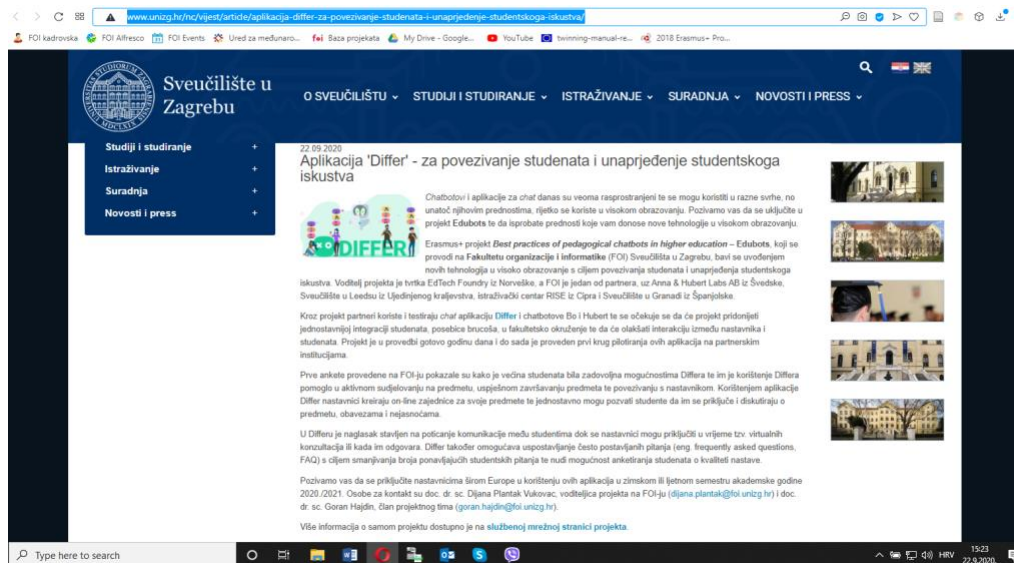 www.unizg.hr/nc/vijest/article/aplikacija-differ-za-povezivanje-studenata-i-unaprjedenje-studentskoga-iskustva/
FOI kadrovska
FOI Alfresco
FOI Events
Ured za međunaro...
foi Baza projekata
My Drive - Google...
YouTube
twinning-manual-re...
2018 Erasmus+ Pro...
Sveučilište u
Zagrebu
O SVEUČILIŠTU
STUDIJI I STUDIRANJE
ISTRAŽIVANJE
SURADNJA
NOVOSTI I PRESS
Studiji i studiranje +
Istraživanje +
Suradnja +
Novosti i press +
22.09.2020
Aplikacija 'Differ' - za povezivanje studenata i unaprjeđenje studentskoga
iskustva
DIFFER
Chatbotovi i aplikacije za chat danas su veoma rasprostranjeni te se mogu koristiti u razne svrhe, no
unatoč njihovim prednostima, rijetko se koriste u visokom obrazovanju. Pozivamo vas da se uključite u
projekt Edubots te da isprobate prednosti koje vam donose nove tehnologije u visokom obrazovanju.
Erasmus+ projekt Best practices of pedagogical chatbots in higher education – Edubots, koji se
provodi na Fakultetu organizacije i informatike (FOI) Sveučilišta u Zagrebu, bavi se uvođenjem
novih tehnologija u visoko obrazovanje s ciljem povezivanja studenata i unaprjeđenja studentskoga
iskustva. Voditelj projekta je tvrtka EdTech Foundry iz Norveške, a FOI je jedan od partnera, uz Anna & Hubert Labs AB iz Švedske,
Sveučilište u Leedsu iz Ujedinjenog kraljevstva, istraživački centar RISE iz Cipra i Sveučilište u Granadi iz Španjolske.
Kroz projekt partneri koriste i testiraju chat aplikaciju Differ i chatbotove Bo i Hubert te se očekuje se da će projekt pridonijeti
jednostavnijoj integraciji studenata, posebice brucoša, u fakultetsko okruženje te da će olakšati interakciju između nastavnika i
studenata. Projekt je u provedbi gotovo godinu dana i do sada je proveden prvi krug pilotiranja ovih aplikacija na partnerskim
institucijama.
Prve ankete provedene na FOI-ju pokazale su kako je većina studenata bila zadovoljna mogućnostima Differa te im je korištenje Differa
pomoglo u aktivnom sudjelovanju na predmetu, uspješnom završavanju predmeta te povezivanju s nastavnikom. Korištenjem aplikacije
Differ nastavnici kreiraju on-line zajednice za svoje predmete te jednostavno mogu pozvati studente da im se priključe i diskutiraju o
predmetu, obavezama i nejasnoćama.
U Differu je naglasak stavljen na poticanje komunikacije među studentima dok se nastavnici mogu priključiti u vrijeme tzv. virtualnih
konzultacija ili kada im odgovara. Differ također omogućava uspostavljanje često postavljanih pitanja (eng. frequently asked questions,
FAQ) s ciljem smanjivanja broja ponavljajućih studentskih pitanja te nudi mogućnost anketiranja studenata o kvaliteti nastave.
Pozivamo vas da se priključite nastavnicima širom Europe u korištenju ovih aplikacija u zimskom ili ljetnom semestru akademske godine
2020./2021. Osobe za kontakt su doc. dr. sc. Dijana Plantak Vukovac, voditeljica projekta na FOI-ju (dijana.plantak@foi.unizg.hr) i doc.
dr. sc. Goran Hajdin, član projektnog tima (goran.hajdin@foi.unizg.hr).
Više informacija o samom projektu dostupno je na službenoj mrežnoj stranici projekta.
Type here to search
HRV
15:23
22.9.2020.